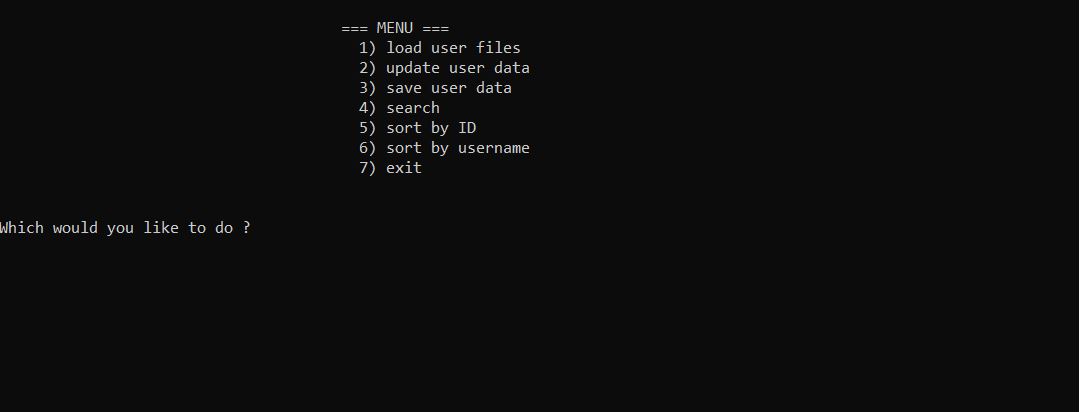 === MENU ===
1) load user files
2) update user data
3) save user data
4) search
5) sort by ID
6) sort by username
7) exit
Which would you like to do ?